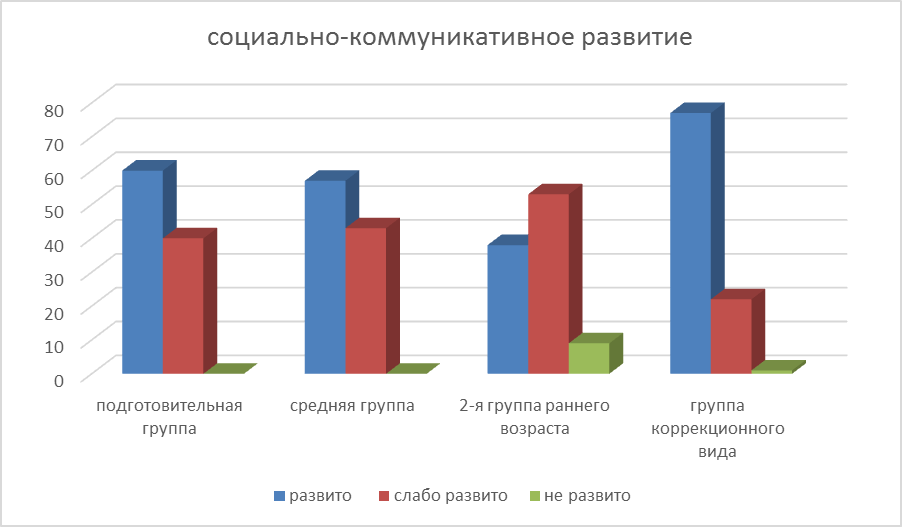 социально-коммуникативное развитие
80
70
60
50
40
30
20
10
0
подготовительная
группа
средняя группа
2-я группа раннего
возраста
группа
коррекционного
вида
развито
слабо развито
не развито